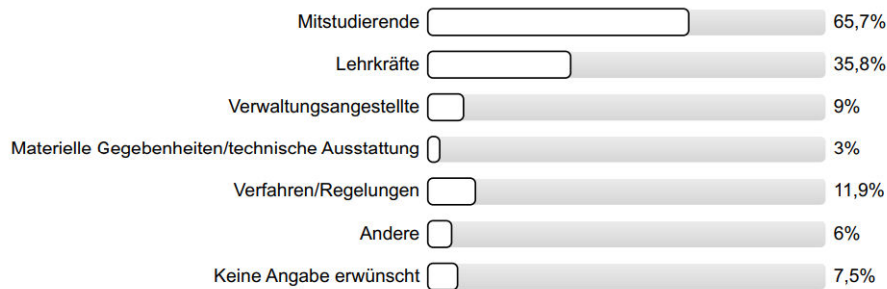 Mitstudierende 65,7%
Lehrkräfte 35,8%
Verwaltungsangestellte 9%
Materielle Gegebenheiten/technische Ausstattung 3%
Verfahren/Regelungen 11,9%
Andere 6%
Keine Angabe erwünscht 7,5%